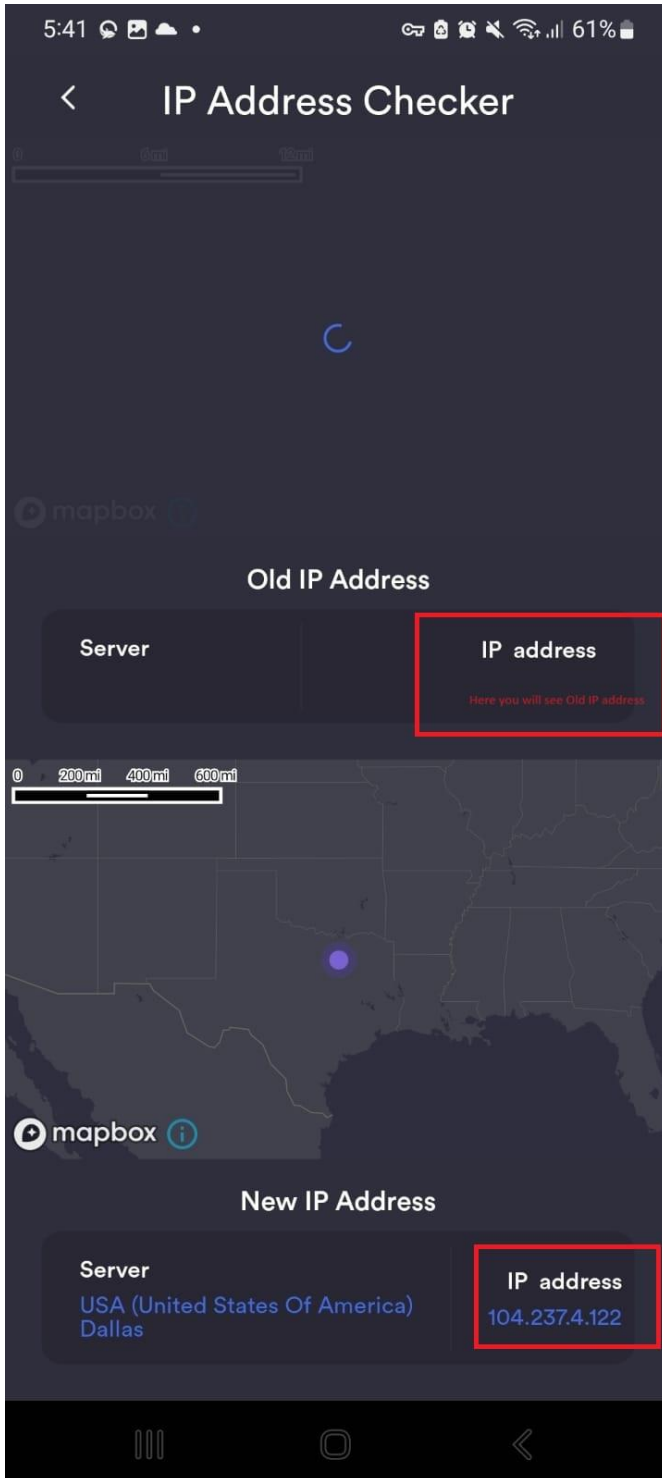 5:41
61%
IP Address Checker
0 6mi 12mi
mapbox
Old IP Address
Server
IP address
Here you will see Old IP address
0 200mi 400mi 600mi
mapbox
New IP Address
Server
USA (United States Of America)
Dallas
IP address
104.237.4.122